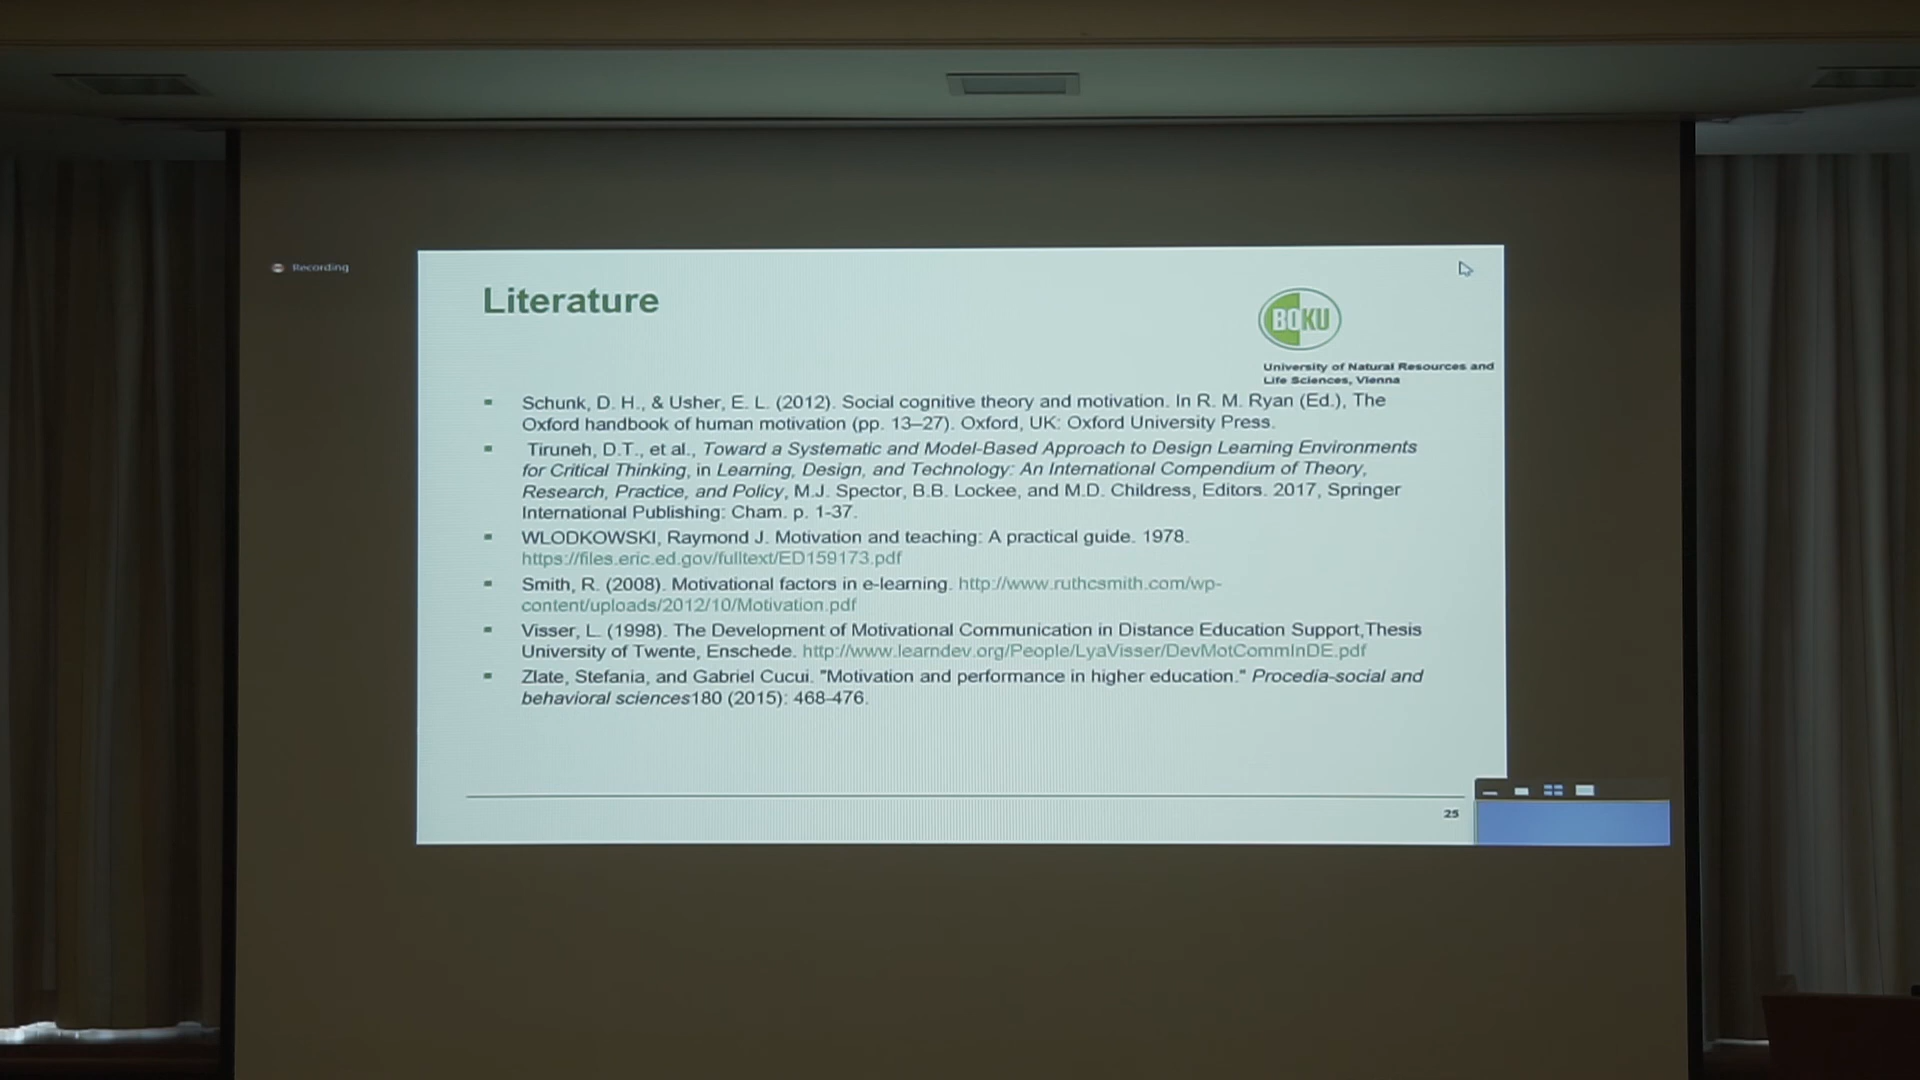 Recording
Literature
BOKU
University of Natural Resources and
Life Sciences, Vienna
Schunk, D. H., & Usher, E. L. (2012). Social cognitive theory and motivation. In R. M. Ryan (Ed.), The
Oxford handbook of human motivation (pp. 13–27). Oxford, UK: Oxford University Press.
Tiruneh, D.T., et al., Toward a Systematic and Model-Based Approach to Design Learning Environments
for Critical Thinking, in Learning, Design, and Technology: An International Compendium of Theory,
Research, Practice, and Policy, M.J. Spector, B.B. Lockee, and M.D. Childress, Editors. 2017, Springer
International Publishing: Cham. p. 1-37.
WLODKOWSKI, Raymond J. Motivation and teaching: A practical guide. 1978.
https://files.eric.ed.gov/fulltext/ED159173.pdf
Smith, R. (2008). Motivational factors in e-learning. http://www.ruthcsmith.com/wp-
content/uploads/2012/10/Motivation.pdf
Visser, L. (1998). The Development of Motivational Communication in Distance Education Support,Thesis
University of Twente, Enschede. http://www.learndev.org/People/LyaVisser/DevMotCommInDE.pdf
Zlate, Stefania, and Gabriel Cucui. "Motivation and performance in higher education." Procedia-social and
behavioral sciences180 (2015): 468-476.
25